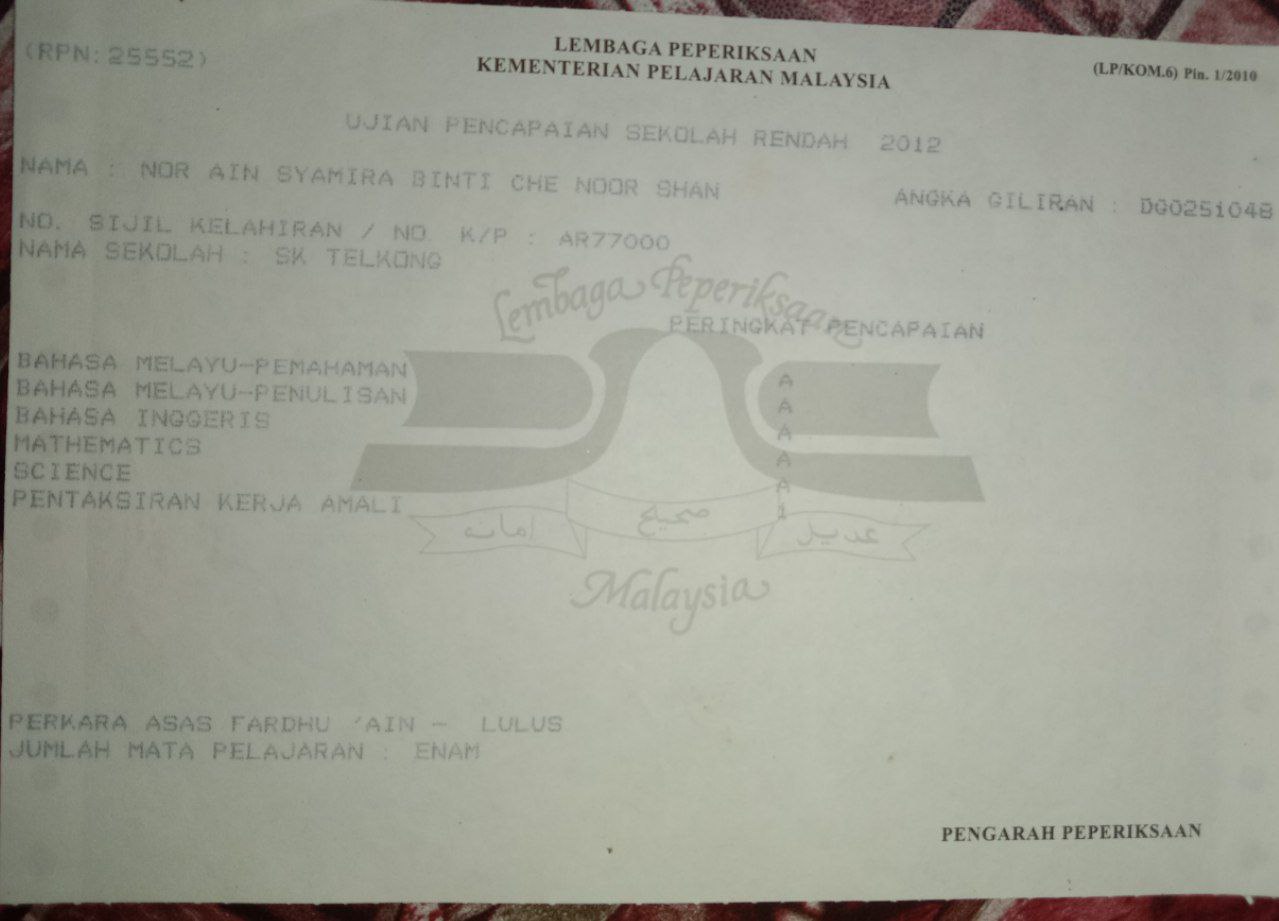 (RPN:25552)
LEMBAGA PEPERIKSAAN
KEMENTERIAN PELAJARAN MALAYSIA
(LP/KOM.6) Pin. 1/2010
UJIAN PENCAPAIAN SEKOLAH RENDAH 2012
NAMA : NOR AIN SYAMIRA BINTI CHE NOOR SHAN
ANGKA GILIRAN : DG025104B
NO. SIJIL KELAHIRAN / NO. K/P : AR77000
NAMA SEKOLAH : SK TELKONG
Lembaga Peperiksaan
PERINGKAT PENCAPAIAN
BAHASA MELAYU-PEMAHAMAN A
BAHASA MELAYU-PENULISAN A
BAHASA INGGERIS A
MATHEMATICS A
SCIENCE A
PENTAKSIRAN KERJA AMALI 1
امانه صحيح عديل
Malaysia
PERKARA ASAS FARDHU 'AIN - LULUS
JUMLAH MATA PELAJARAN : ENAM
PENGARAH PEPERIKSAAN